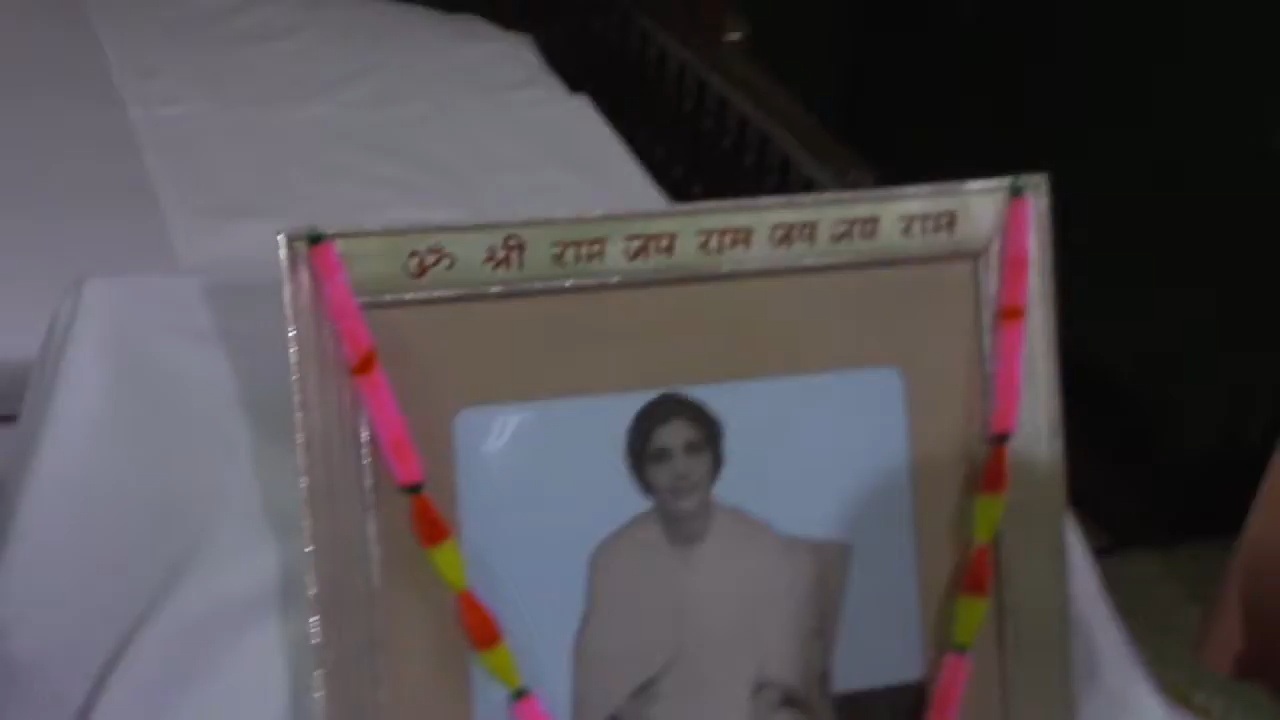 ॐ श्री राम जय राम जय जय राम